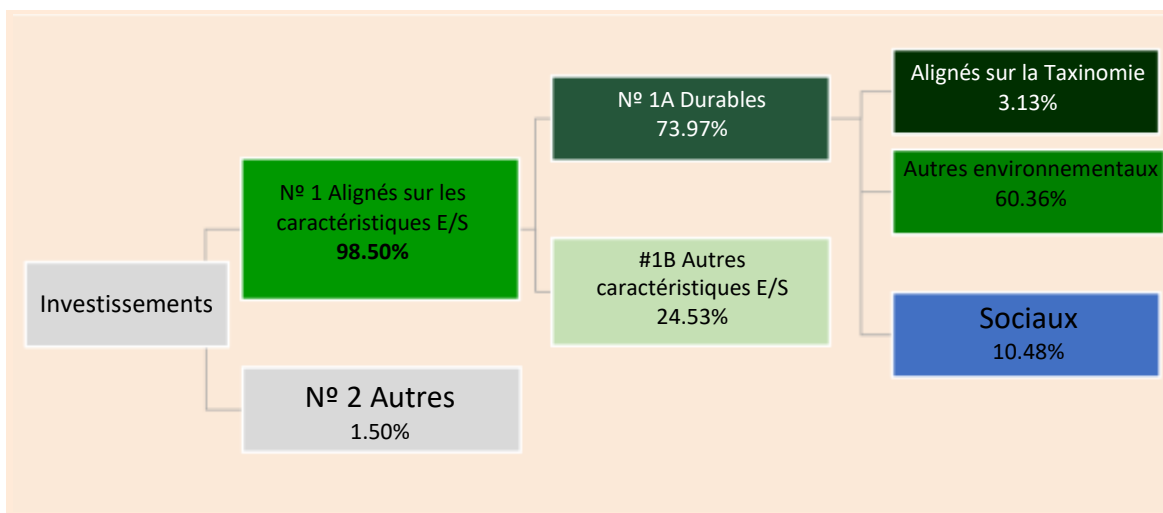 Investissements
Nº 1 Alignés sur les
caractéristiques E/S
98.50%
Nº 2 Autres
1.50%
Nº 1A Durables
73.97%
#1B Autres
caractéristiques E/S
24.53%
Alignés sur la Taxinomie
3.13%
Autres environnementaux
60.36%
Sociaux
10.48%